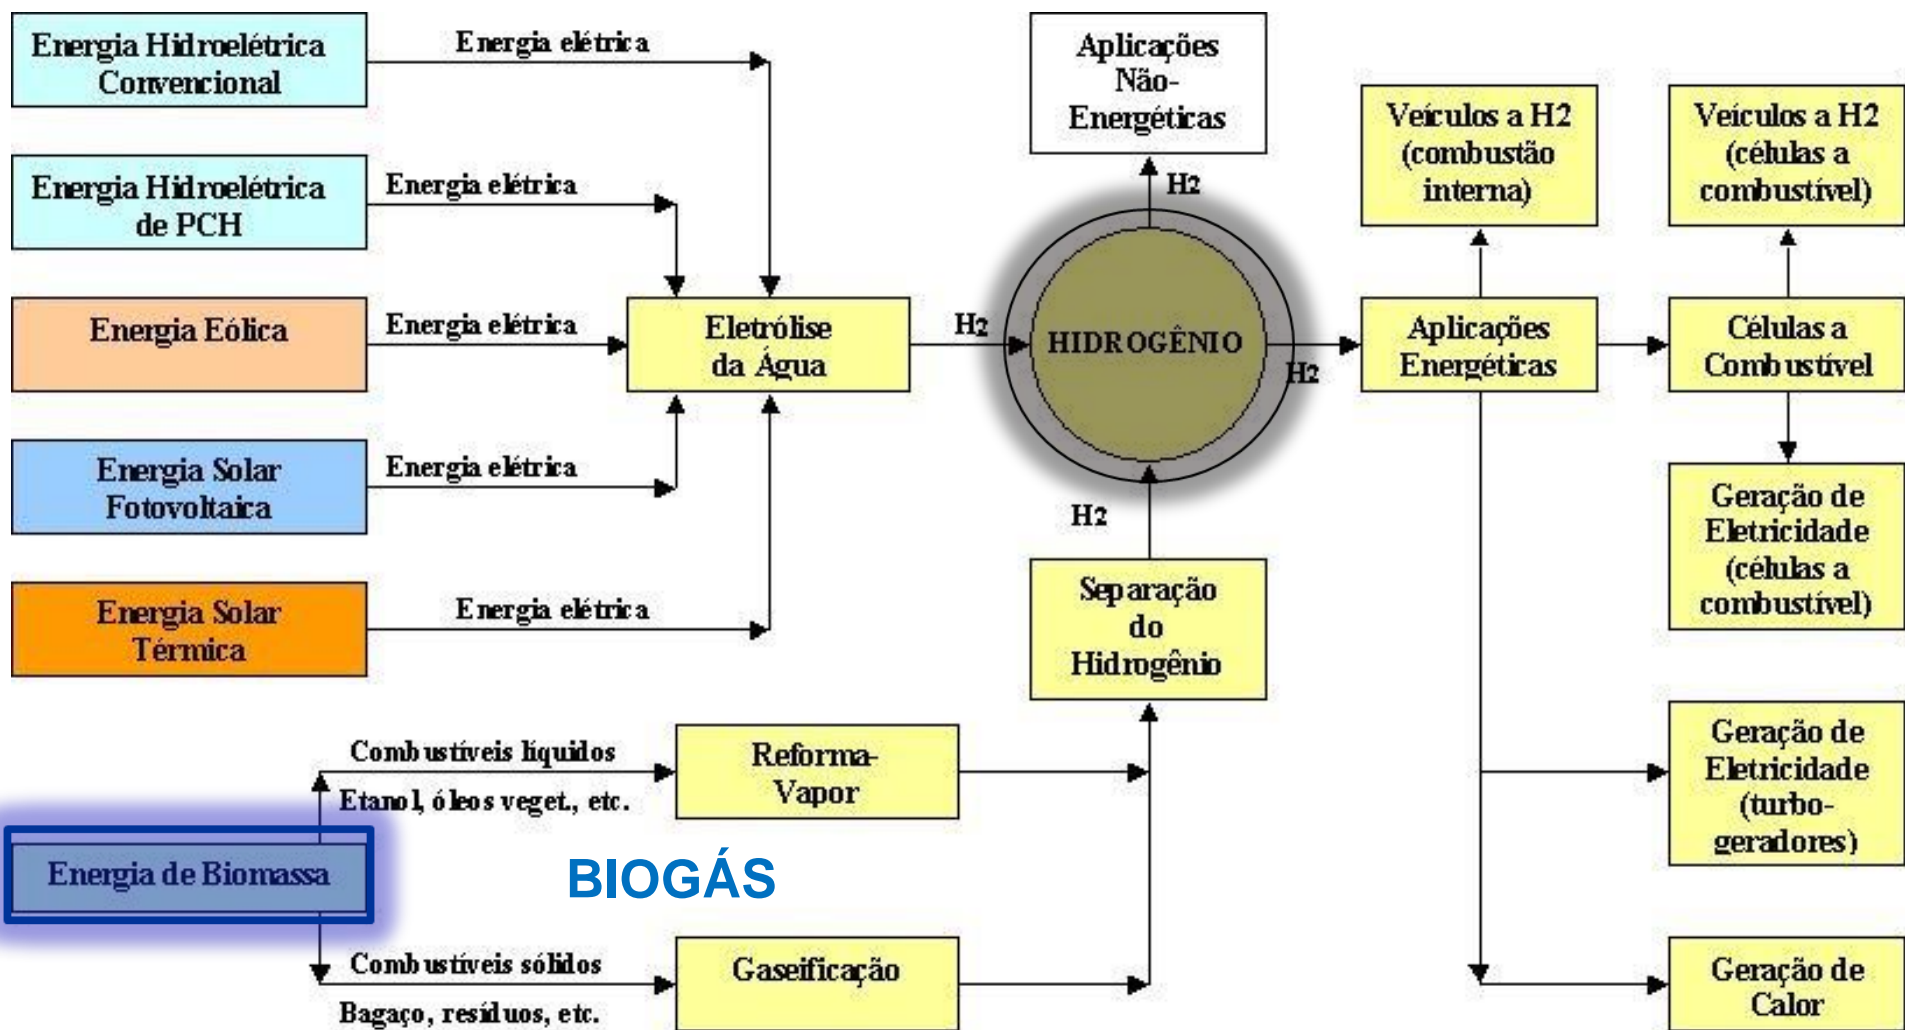 Energia Hidroelétrica
Convencional
Energia elétrica
Energia Hidroelétrica
de PCH
Energia elétrica
Energia Eólica
Energia elétrica
Energia Solar
Fotovoltaica
Energia elétrica
Energia Solar
Térmica
Energia elétrica
Eletrólise
da Água
H2
HIDROGÊNIO
H2
Aplicações
Não-
Energéticas
H2
H2
Separação
do
Hidrogênio
Energia de Biomassa
Combustíveis líquidos
Etanol, óleos veget., etc.
Reforma-
Vapor
BIOGÁS
Combustíveis sólidos
Bagaço, resíduos, etc.
Gaseificação
Aplicações
Energéticas
Veículos a H2
(combustão
interna)
Veículos a H2
(células a
combustível)
Células a
Combustível
Geração de
Eletricidade
(células a
combustível)
Geração de
Eletricidade
(turbo-
geradores)
Geração de
Calor